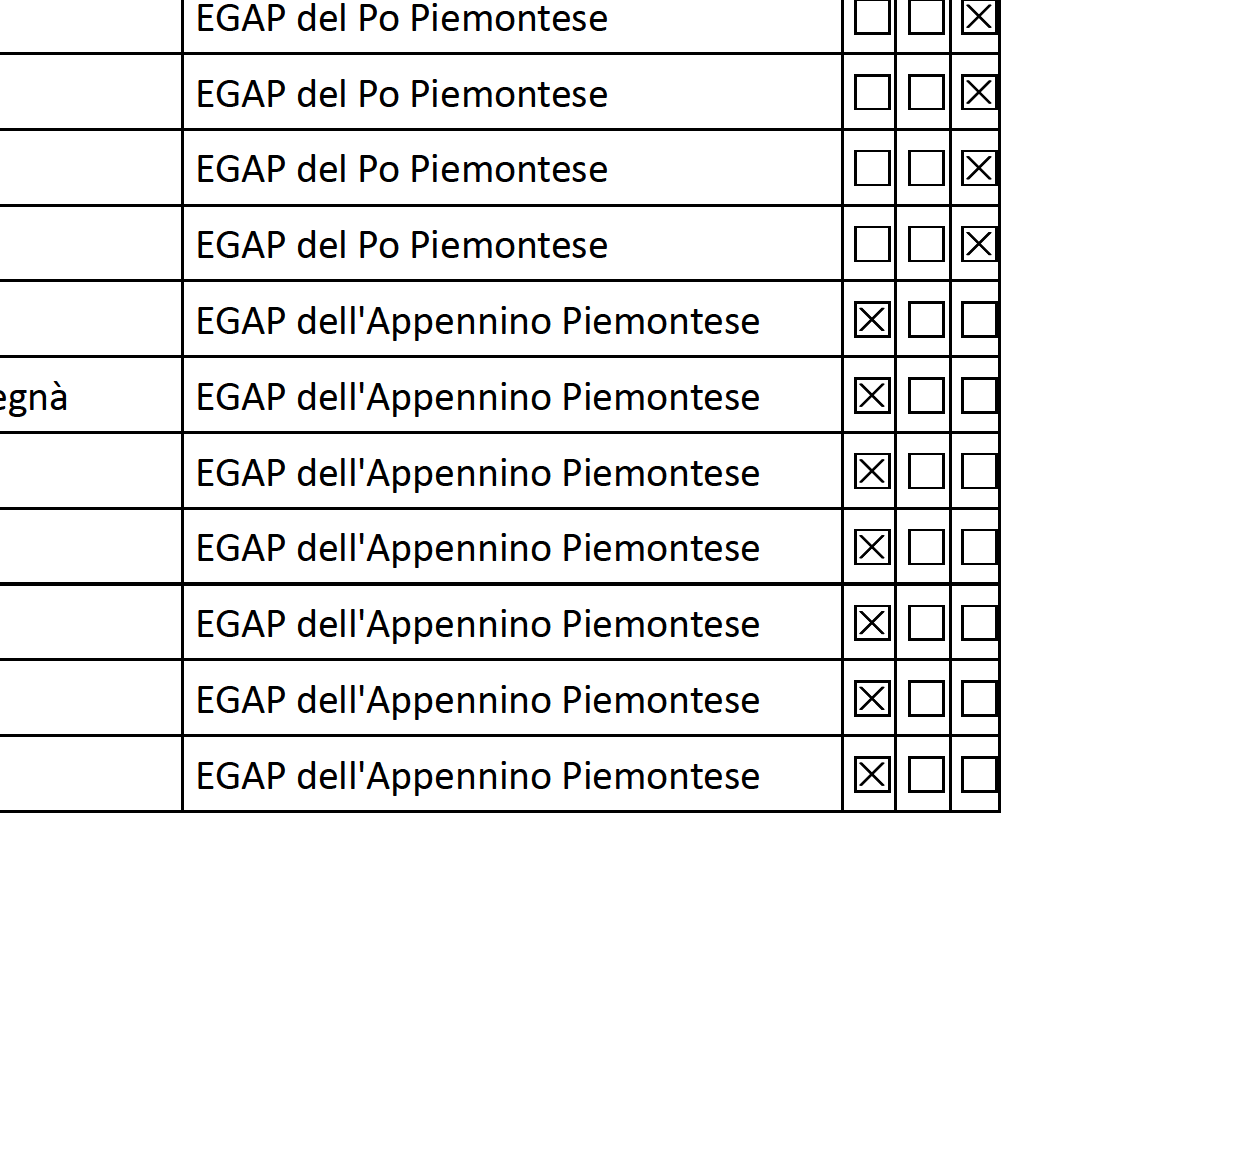 EGAP del Po Piemontese ☐ ☐ ☒
EGAP del Po Piemontese ☐ ☐ ☒
EGAP del Po Piemontese ☐ ☐ ☒
EGAP del Po Piemontese ☐ ☐ ☒
EGAP dell'Appennino Piemontese ☒ ☐ ☐
egnà EGAP dell'Appennino Piemontese ☒ ☐ ☐
EGAP dell'Appennino Piemontese ☒ ☐ ☐
EGAP dell'Appennino Piemontese ☒ ☐ ☐
EGAP dell'Appennino Piemontese ☒ ☐ ☐
EGAP dell'Appennino Piemontese ☒ ☐ ☐
EGAP dell'Appennino Piemontese ☒ ☐ ☐